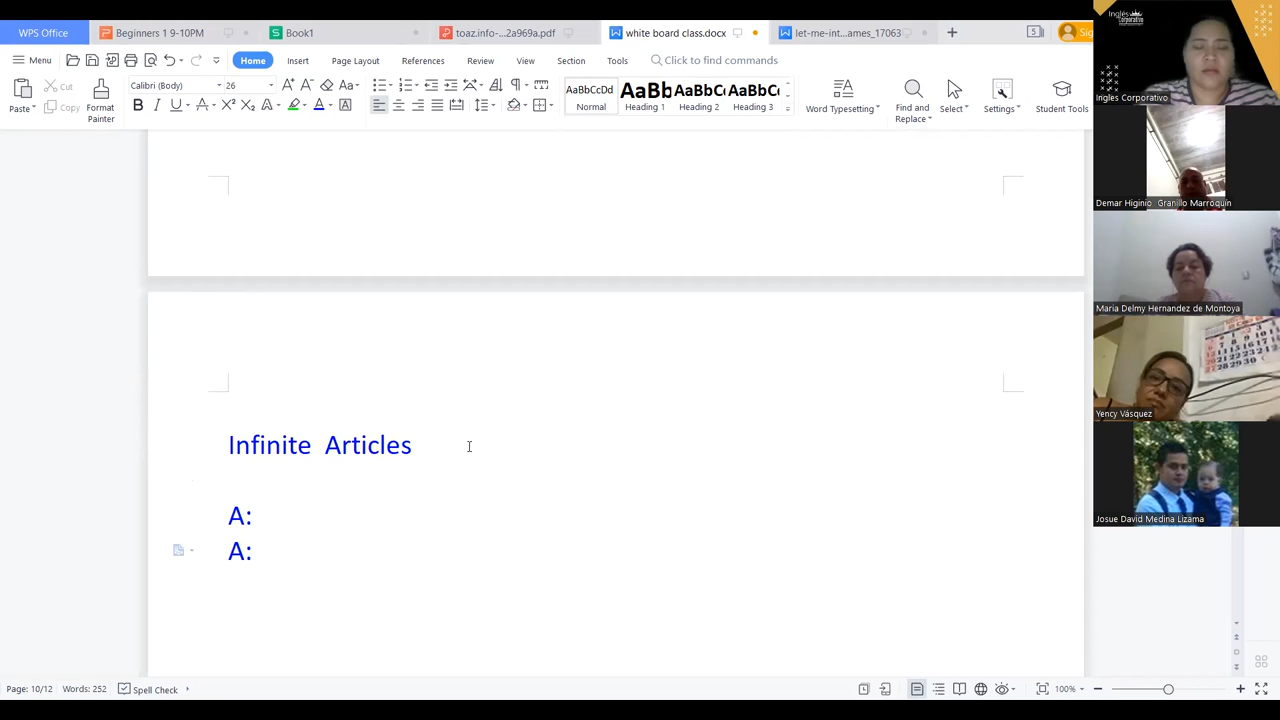 WPS Office
Beginners 1 9-10PM
Book1
toaz.info-...2a969a.pdf
white board class.docx
let-me-int...ames_17063
Menu
Home
Insert
Page Layout
References
Review
View
Section
Tools
Click to find commands
Paste
Cut
Copy
Format
Painter
Calibri (Body)
26
AaBbCcDd
Normal
AaBb
Heading 1
AaBbC
Heading 2
AaBbC
Heading 3
Word Typesetting
Find and
Replace
Select
Settings
Student Tools
Infinite Articles
A:
A:
Page: 10/12
Words: 252
Spell Check
100%
Inglés
Corporativo
Ingles Corporativo
Demar Higinio Granillo Marroquin
Maria Delmy Hernandez de Montoya
Yency Vásquez
Josue David Medina Lizama